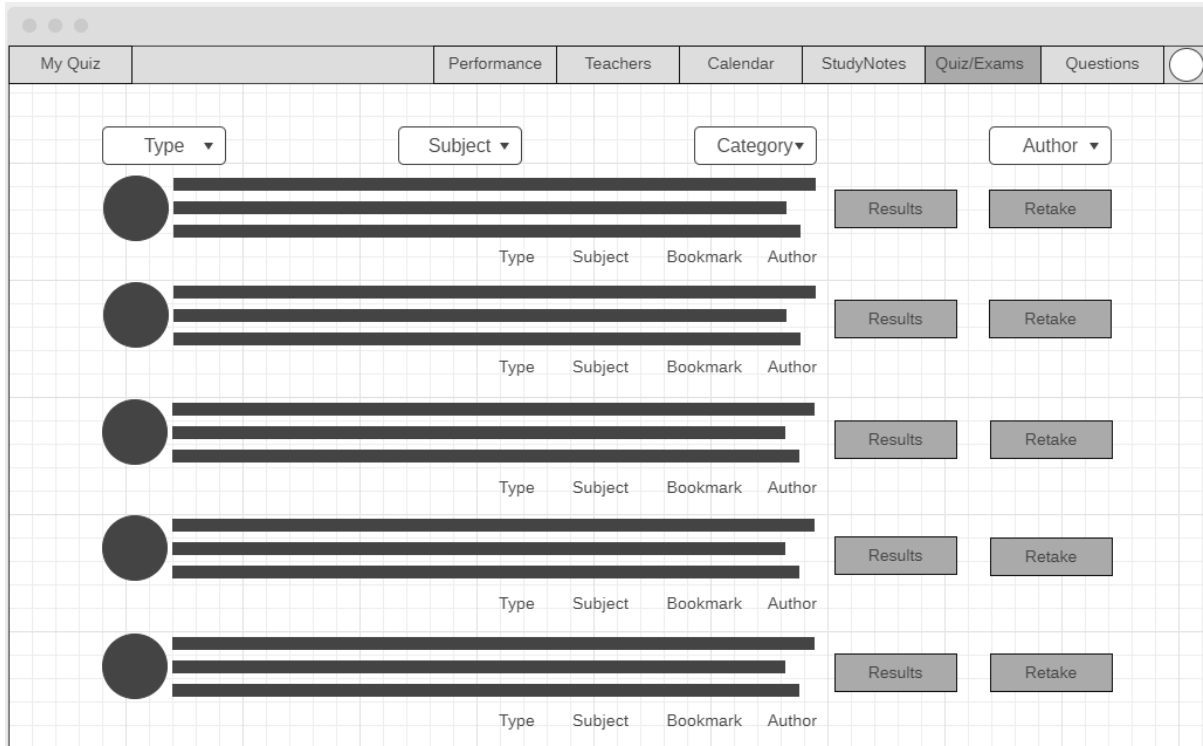 My Quiz Performance Teachers Calendar StudyNotes Quiz/Exams Questions
Type Subject Category Author
Results Retake
Type Subject Bookmark Author
Results Retake
Type Subject Bookmark Author
Results Retake
Type Subject Bookmark Author
Results Retake
Type Subject Bookmark Author
Results Retake
Type Subject Bookmark Author